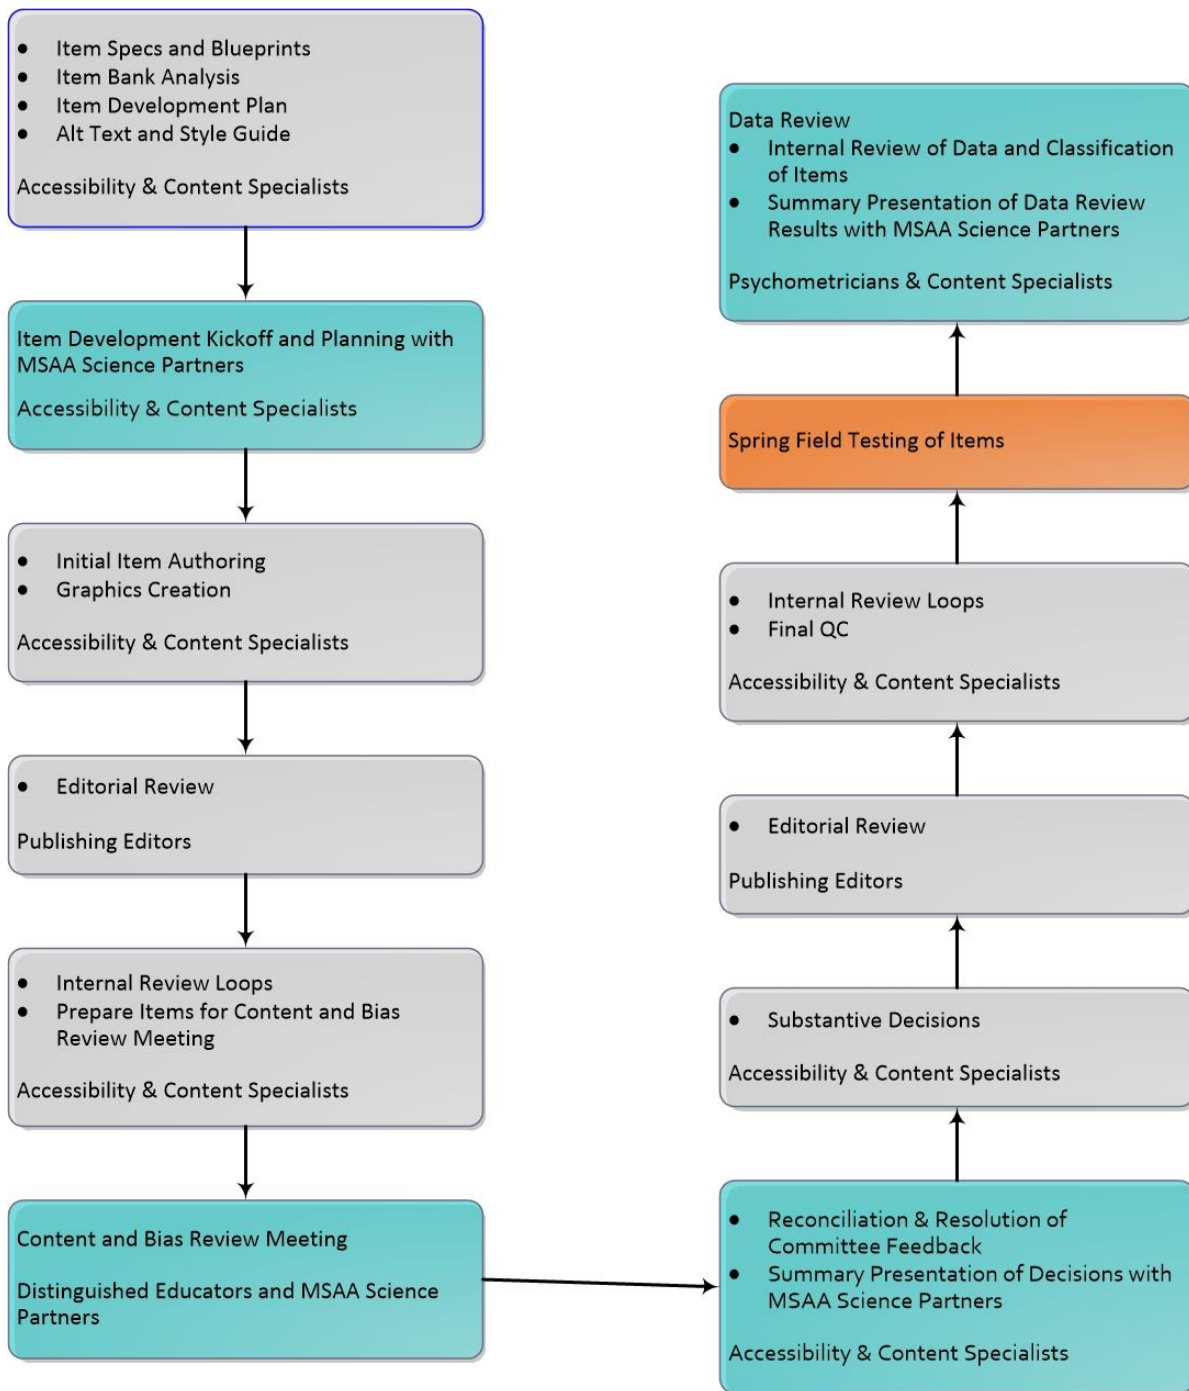 • Item Specs and Blueprints
• Item Bank Analysis
• Item Development Plan
• Alt Text and Style Guide
Accessibility & Content Specialists
Item Development Kickoff and Planning with
MSAA Science Partners
Accessibility & Content Specialists
• Initial Item Authoring
• Graphics Creation
Accessibility & Content Specialists
• Editorial Review
Publishing Editors
• Internal Review Loops
• Prepare Items for Content and Bias
Review Meeting
Accessibility & Content Specialists
Content and Bias Review Meeting
Distinguished Educators and MSAA Science
Partners
• Reconciliation & Resolution of
Committee Feedback
• Summary Presentation of Decisions with
MSAA Science Partners
Accessibility & Content Specialists
• Substantive Decisions
Accessibility & Content Specialists
• Editorial Review
Publishing Editors
• Internal Review Loops
• Final QC
Accessibility & Content Specialists
Spring Field Testing of Items
Data Review
• Internal Review of Data and Classification
of Items
• Summary Presentation of Data Review
Results with MSAA Science Partners
Psychometricians & Content Specialists